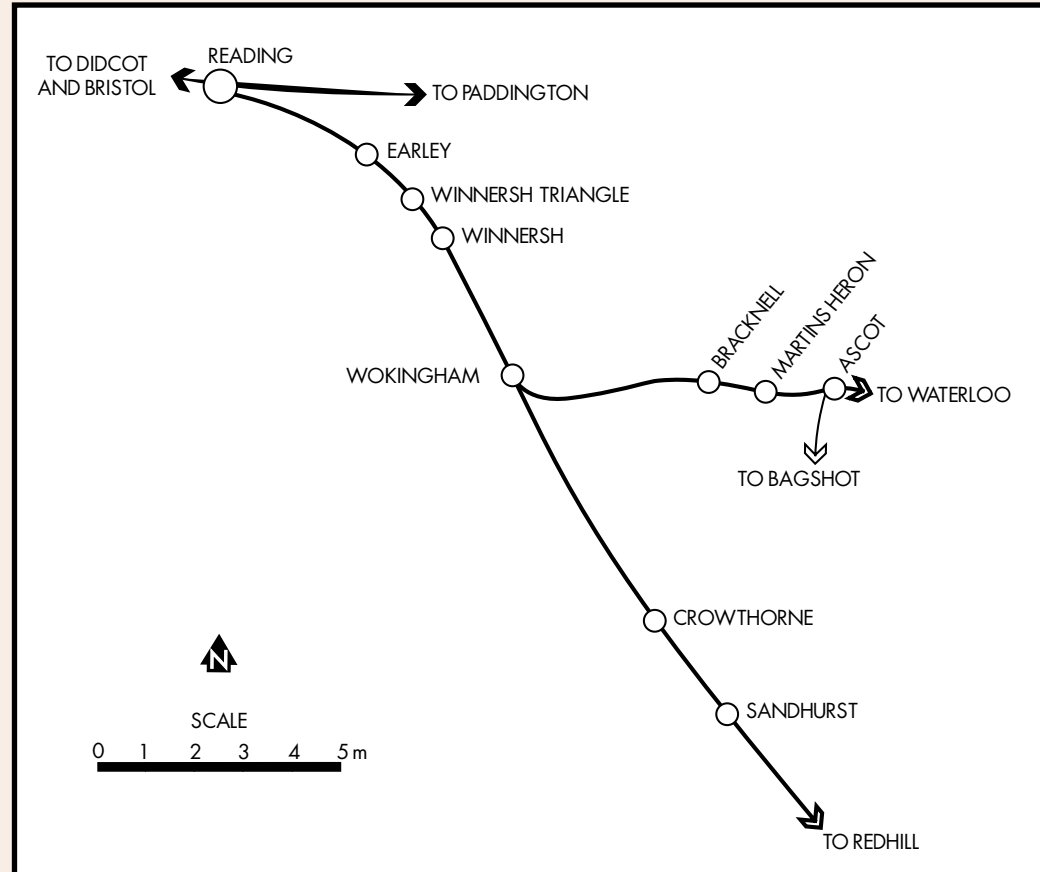 READING
TO DIDCOT
AND BRISTOL
TO PADDINGTON
EARLEY
WINNERSH TRIANGLE
WINNERSH
BRACKNELL
MARTINS HERON
ASCOT
WOKINGHAM
TO WATERLOO
TO BAGSHOT
CROWTHORNE
N
SANDHURST
SCALE
0 1 2 3 4 5 m
TO REDHILL